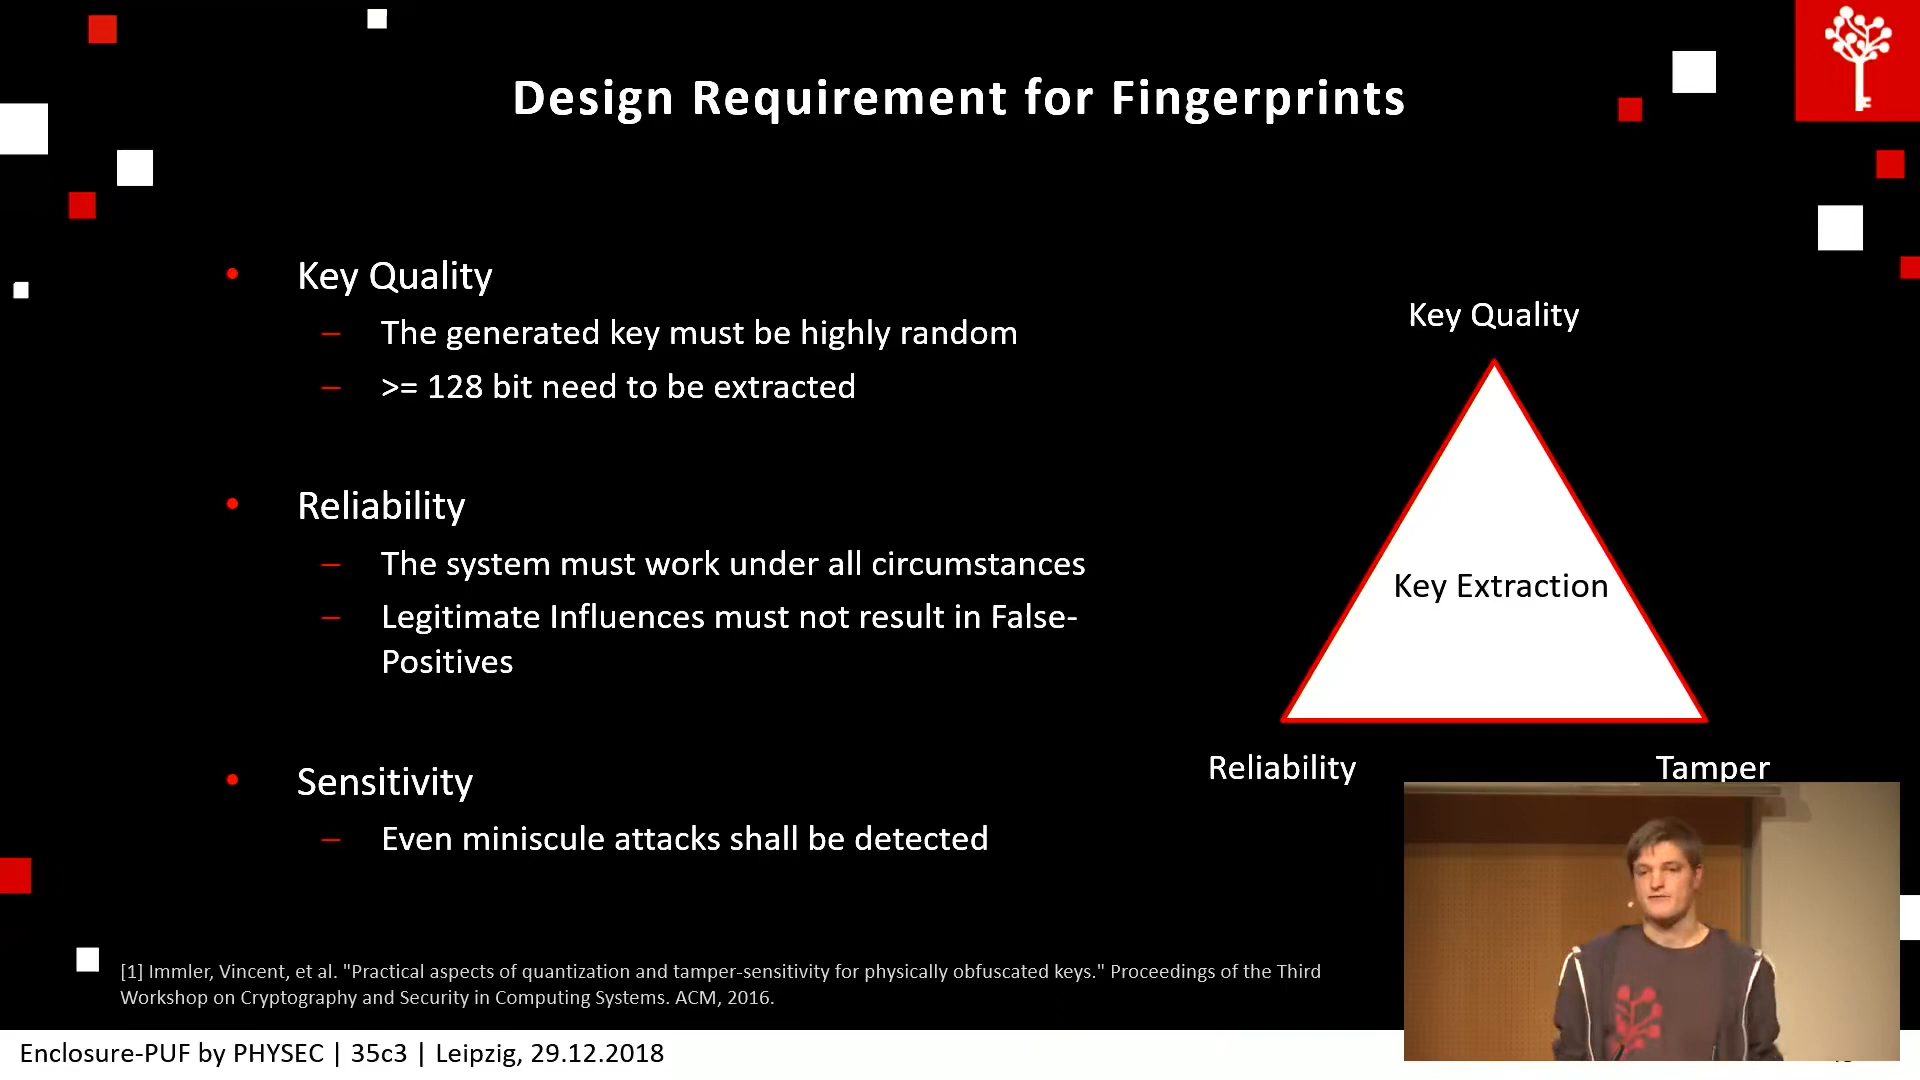 Design Requirement for Fingerprints
• Key Quality
– The generated key must be highly random
– >= 128 bit need to be extracted
• Reliability
– The system must work under all circumstances
– Legitimate Influences must not result in False-
Positives
• Sensitivity
– Even miniscule attacks shall be detected
Key Quality
Key Extraction
Reliability
Tamper
[1] Immler, Vincent, et al. "Practical aspects of quantization and tamper-sensitivity for physically obfuscated keys." Proceedings of the Third
Workshop on Cryptography and Security in Computing Systems. ACM, 2016.
Enclosure-PUF by PHYSEC | 35c3 | Leipzig, 29.12.2018